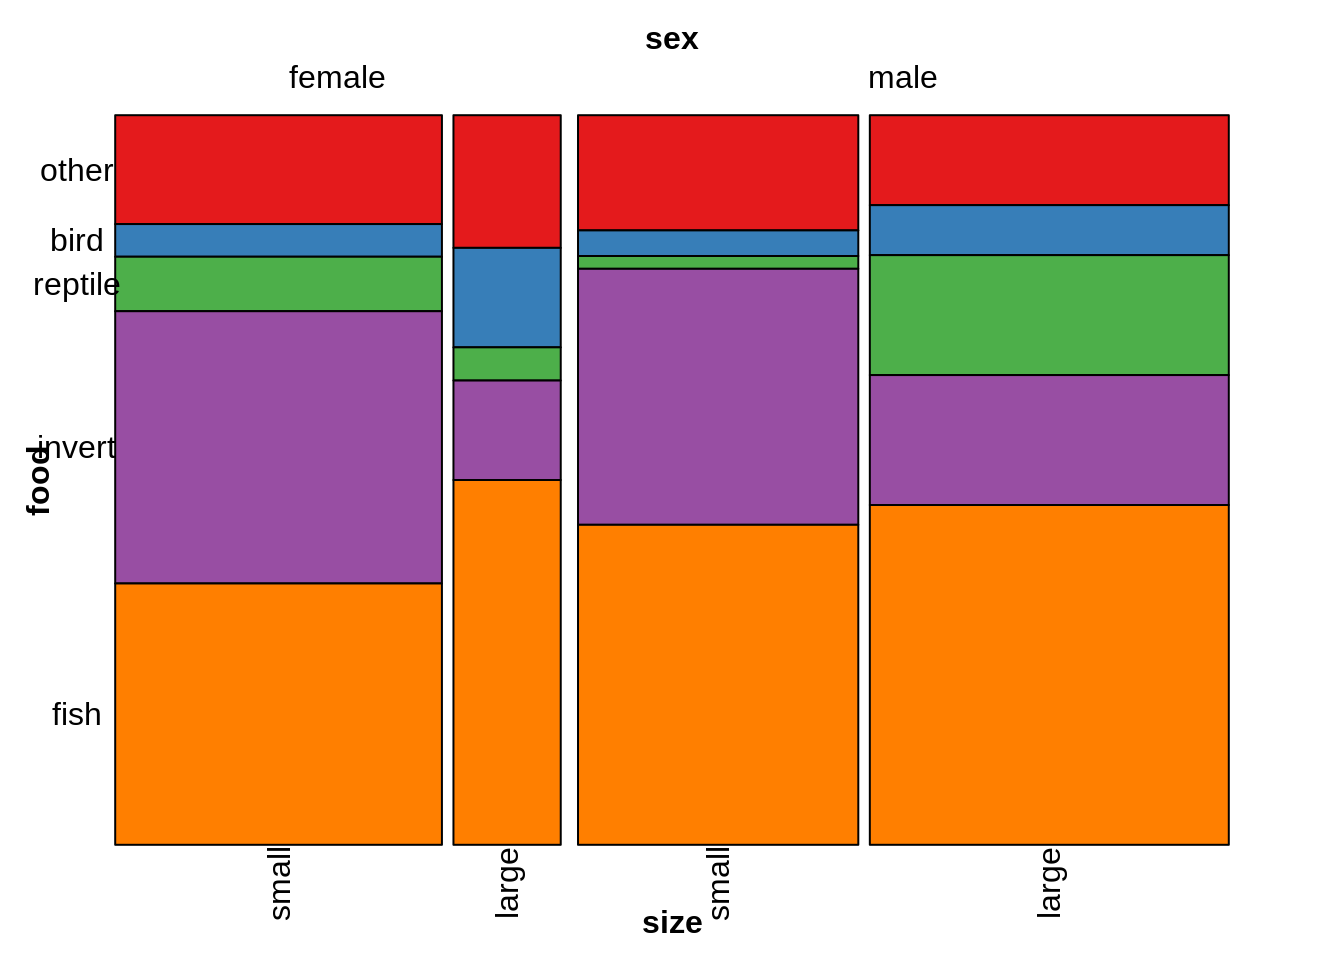 sex
female
male
other
bird
reptile
invert
food
fish
small
large
small
large
size